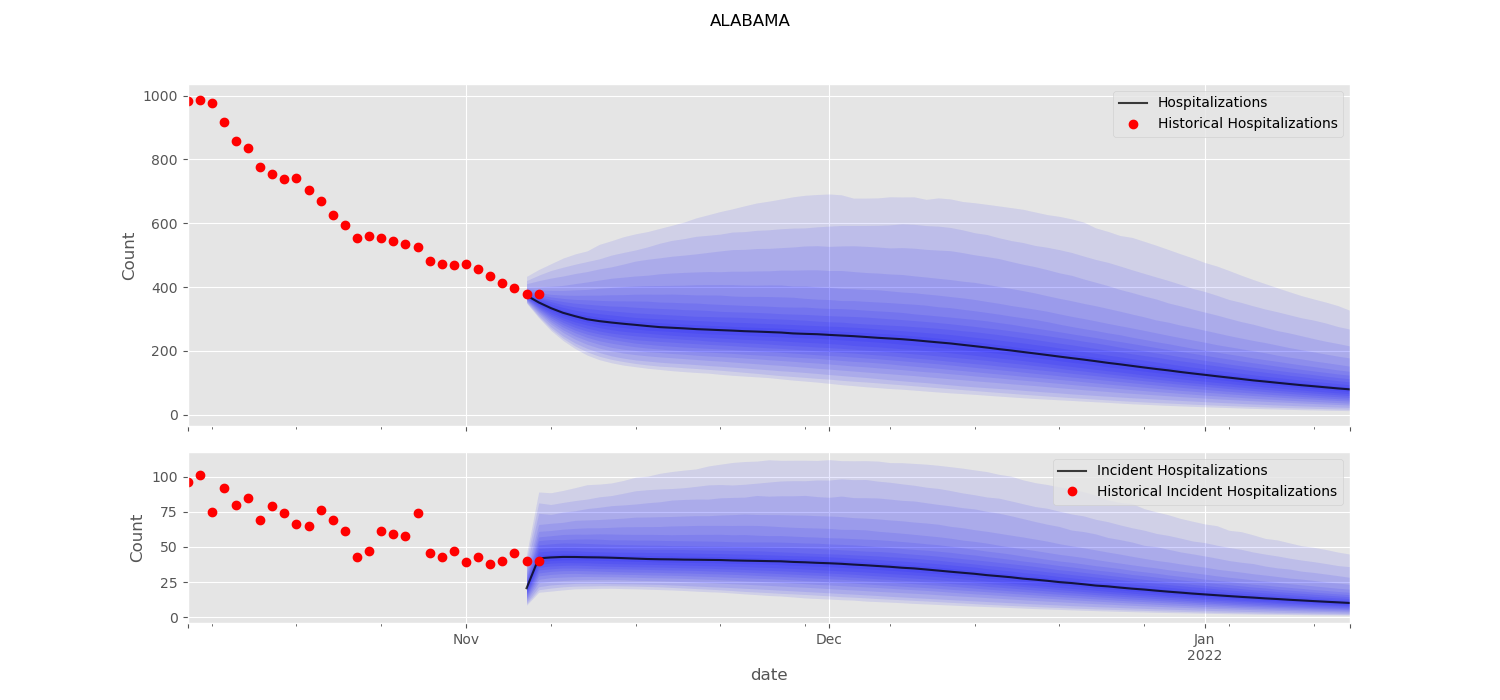 ALABAMA
1000
800
600
400
200
0
Count
Hospitalizations
Historical Hospitalizations
100
75
50
25
0
Count
Incident Hospitalizations
Historical Incident Hospitalizations
Nov
Dec
Jan
2022
date